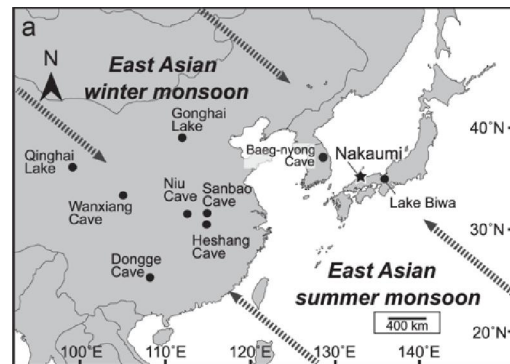 a
N
East Asian
winter monsoon
Gonghai
Lake
Qinghai
Lake
Baeg-nyong
Cave
Nakaumi
40°N
Wanxiang
Cave
Niu
Cave
Sanbao
Cave
Lake Biwa
Heshang
Cave
30°N
Dongge
Cave
East Asian
summer monsoon
400 km
20°N
100°E
110°E
120°E
130°E
140°E